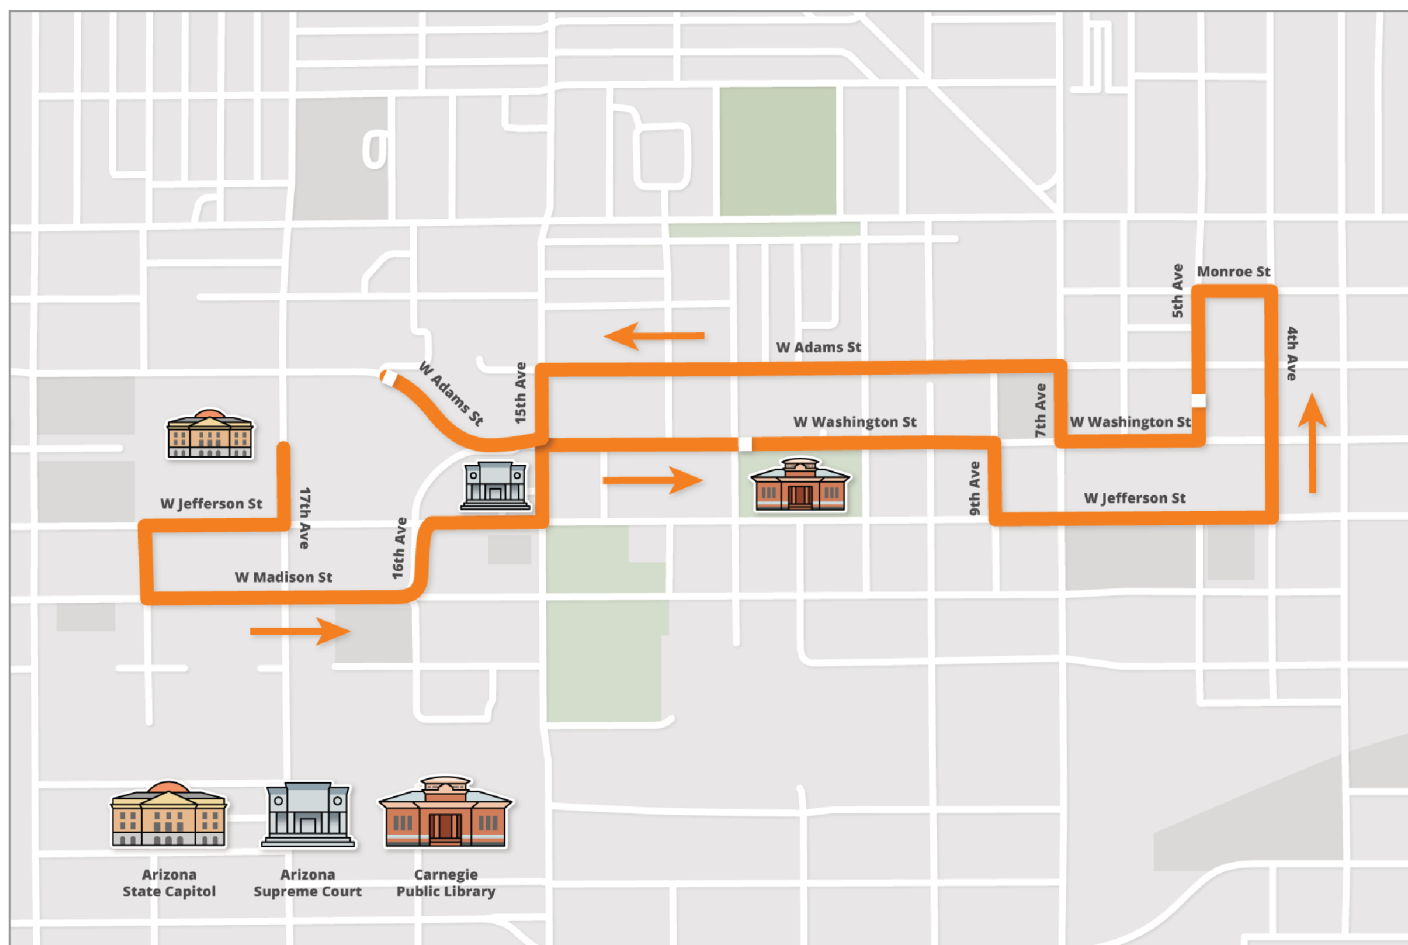 Monroe St
5th Ave
4th Ave
W Adams St
W Adams St
15th Ave
7th Ave
W Washington St
W Washington St
9th Ave
W Jefferson St
W Jefferson St
17th Ave
16th Ave
W Madison St
Arizona
State Capitol
Arizona
Supreme Court
Carnegie
Public Library